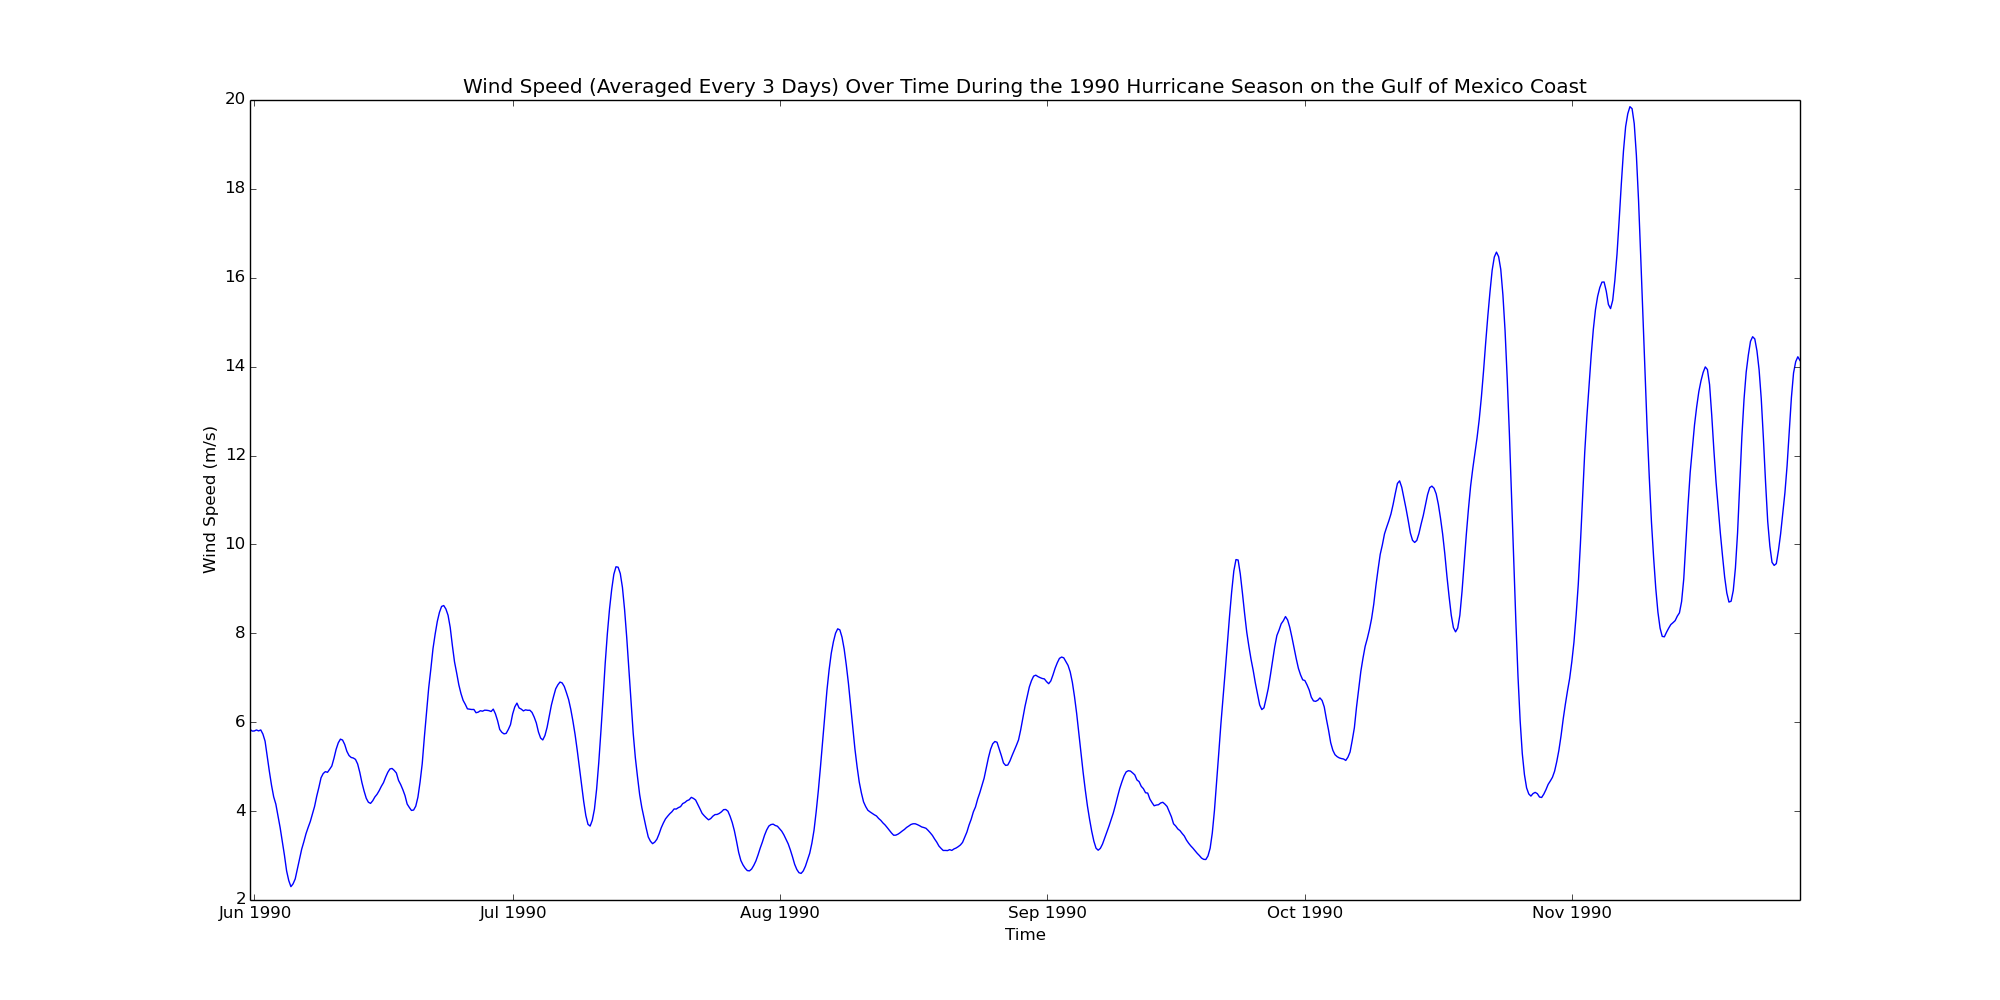 Wind Speed (Averaged Every 3 Days) Over Time During the 1990 Hurricane Season on the Gulf of Mexico Coast
20
18
16
14
12
10
8
6
4
2
Wind Speed (m/s)
Jun 1990 Jul 1990 Aug 1990 Sep 1990 Oct 1990 Nov 1990
Time